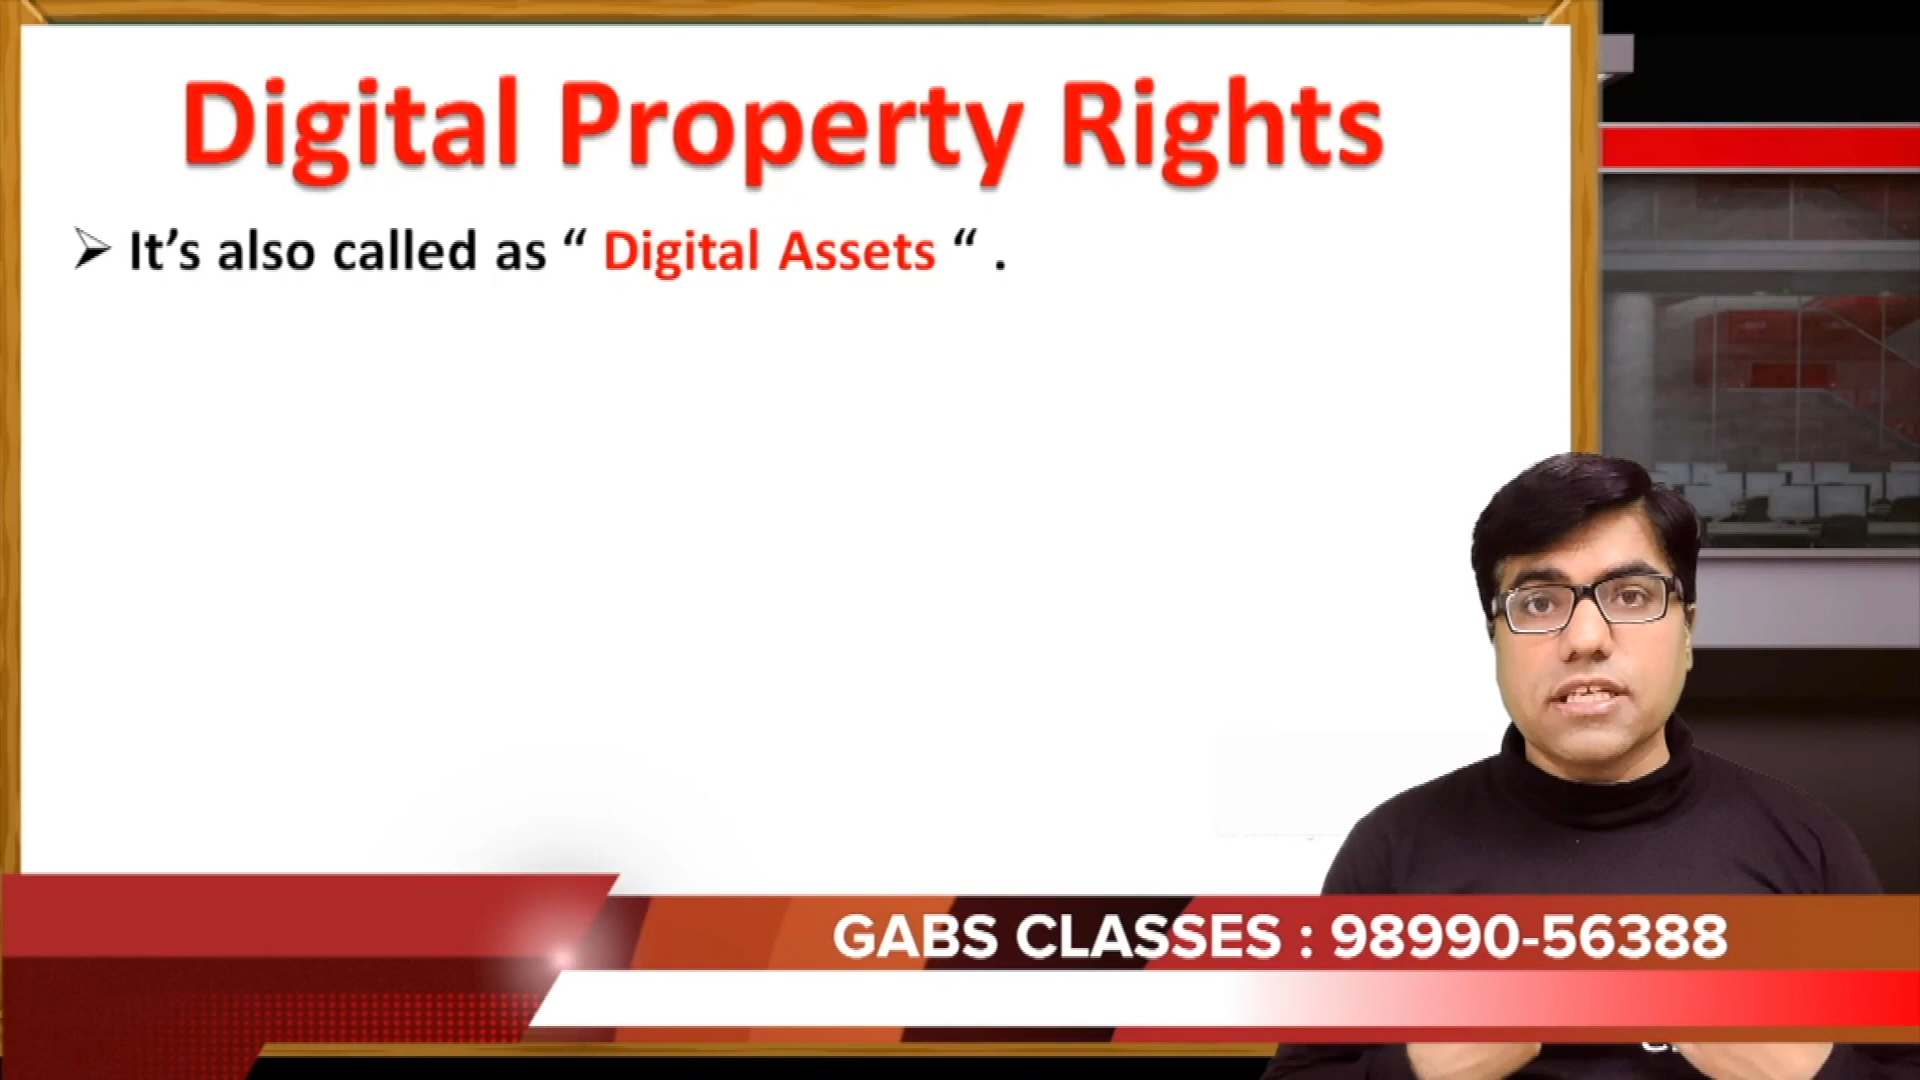 Digital Property Rights
➢ It’s also called as “ Digital Assets “ .
GABS CLASSES : 98990-56388